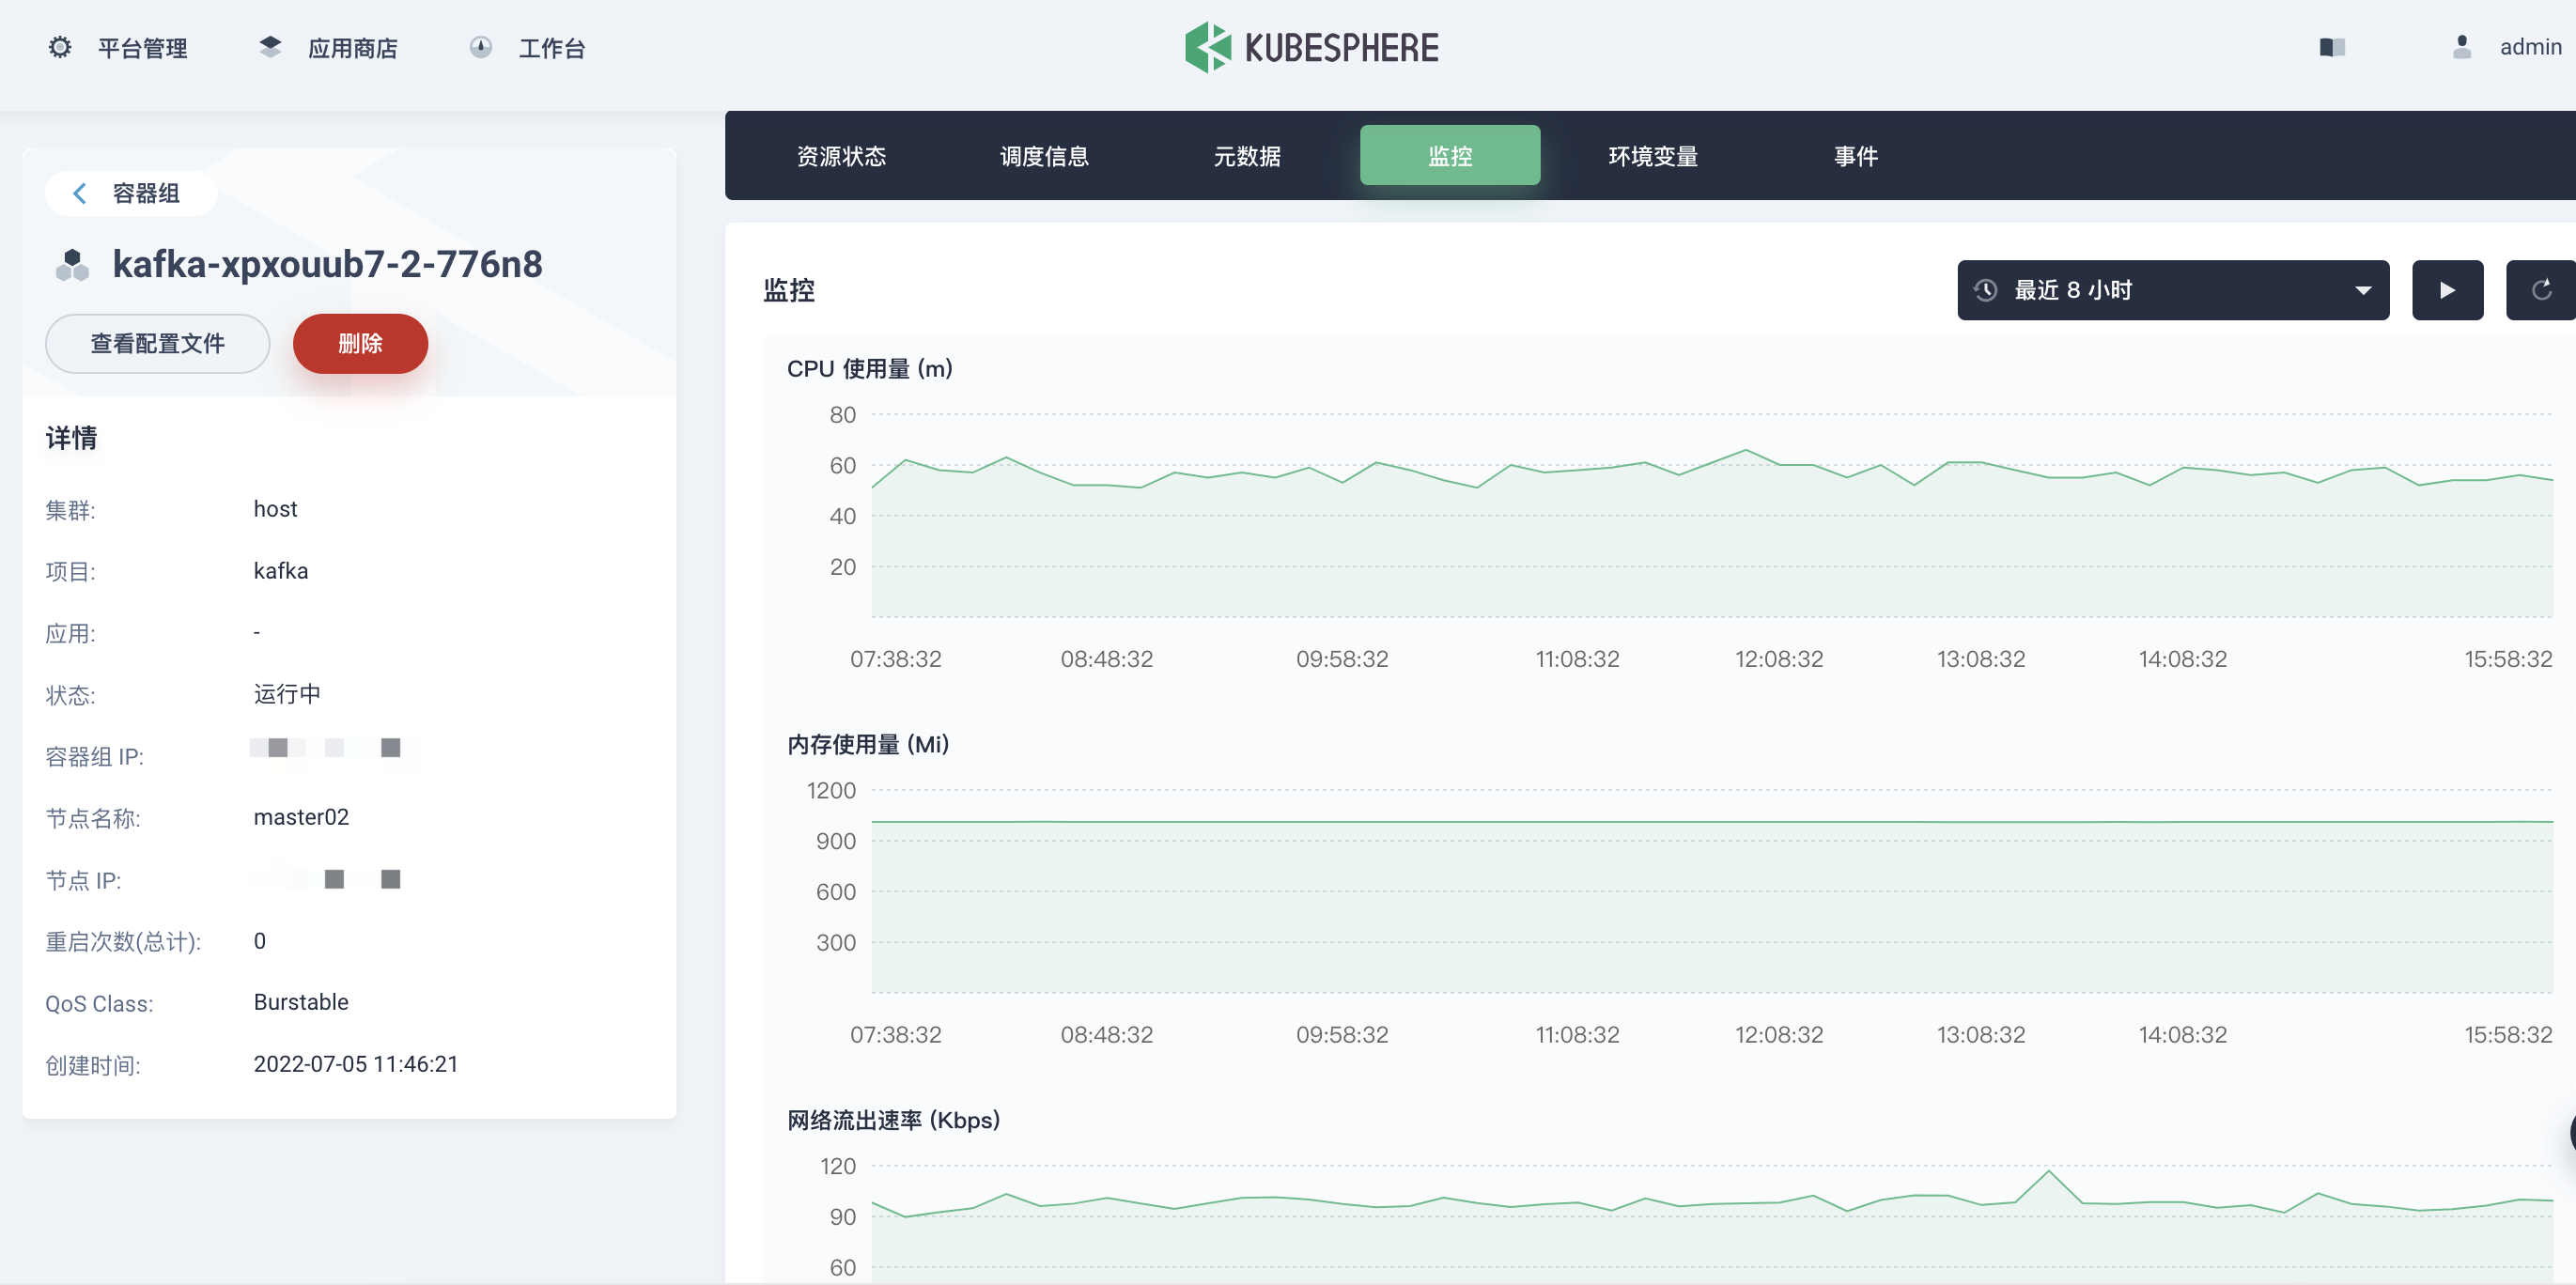 平台管理
应用商店
工作台
KUBESPHERE
admin
容器组
kafka-xpxouub7-2-776n8
查看配置文件
删除
详情
集群: host
项目: kafka
应用: -
状态: 运行中
容器组 IP:
节点名称: master02
节点 IP:
重启次数(总计): 0
QoS Class: Burstable
创建时间: 2022-07-05 11:46:21
资源状态
调度信息
元数据
监控
环境变量
事件
监控
最近 8 小时
CPU 使用量 (m)
80
60
40
20
07:38:32 08:48:32 09:58:32 11:08:32 12:08:32 13:08:32 14:08:32 15:58:32
内存使用量 (Mi)
1200
900
600
300
07:38:32 08:48:32 09:58:32 11:08:32 12:08:32 13:08:32 14:08:32 15:58:32
网络流出速率 (Kbps)
120
90
60